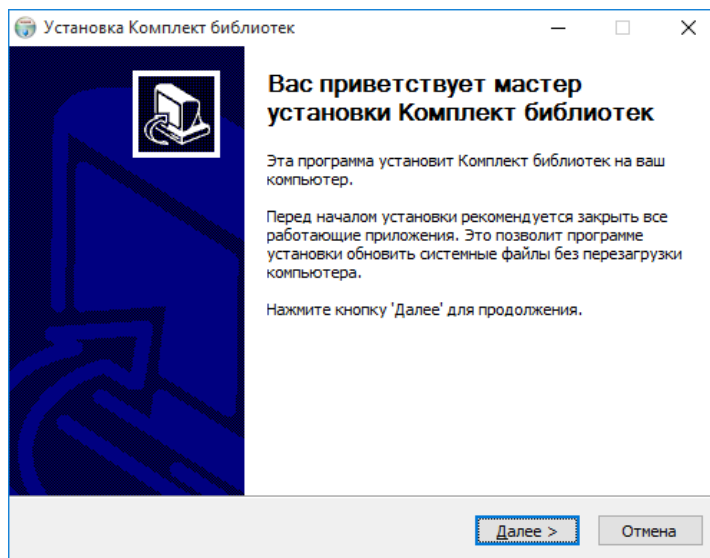 Установка Комплект библиотек
Вас приветствует мастер
установки Комплект библиотек
Эта программа установит Комплект библиотек на ваш
компьютер.
Перед началом установки рекомендуется закрыть все
работающие приложения. Это позволит программе
установки обновить системные файлы без перезагрузки
компьютера.
Нажмите кнопку 'Далее' для продолжения.
Далее >
Отмена